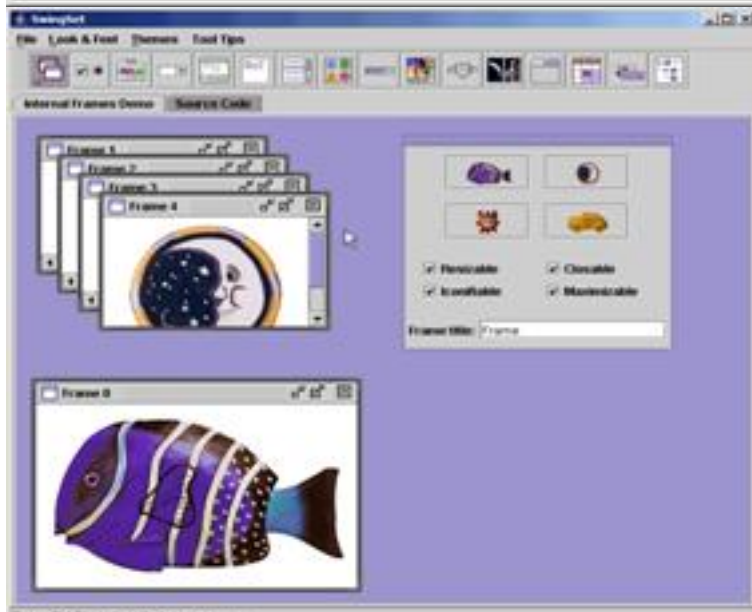 SwingSet
File Look & Feel Themes Tool Tips
Internal Frames Demo Source Code
Frame 1
Frame 2
Frame 3
Frame 4
Resizable Closable
Iconifiable Maximizable
Frame title: Frame
Frame 0